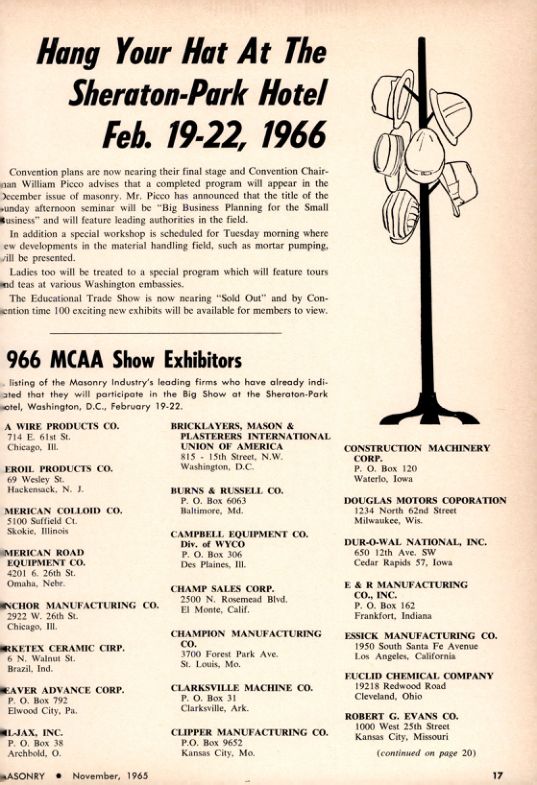 Hang Your Hat At The
Sheraton-Park Hotel
Feb. 19-22, 1966
Convention plans are now nearing their final stage and Convention Chair-
man William Picco advises that a completed program will appear in the
December issue of masonry. Mr. Picco has announced that the title of the
Sunday afternoon seminar will be "Big Business Planning for the Small
Business" and will feature leading authorities in the field.
In addition a special workshop is scheduled for Tuesday morning where
ew developments in the material handling field, such as mortar pumping,
will be presented.
Ladies too will be treated to a special program which will feature tours
nd teas at various Washington embassies.
The Educational Trade Show is now nearing "Sold Out" and by Con-
vention time 100 exciting new exhibits will be available for members to view.
966 MCAA Show Exhibitors
listing of the Masonry Industry's leading firms who have already indi-
ated that they will participate in the Big Show at the Sheraton-Park
otel, Washington, D.C., February 19-22.
A WIRE PRODUCTS CO.
714 E. 61st St.
Chicago, Ill.
EROIL PRODUCTS CO.
69 Wesley St.
Hackensack, N. J.
MERICAN COLLOID CO.
5100 Suffield Ct.
Skokie, Illinois
MERICAN ROAD
EQUIPMENT CO.
4201 6. 26th St.
Omaha, Nebr.
NCHOR MANUFACTURING CO.
2922 W. 26th St.
Chicago, Ill.
RKETEX CERAMIC CIRP.
6 N. Walnut St.
Brazil, Ind.
EAVER ADVANCE CORP.
P. O. Box 792
Elwood City, Pa.
IL-JAX, INC.
P. O. Box 38
Archbold, O.
BRICKLAYERS, MASON &
PLASTERERS INTERNATIONAL
UNION OF AMERICA
815 - 15th Street, N.W.
Washington, D.C.
BURNS & RUSSELL CO.
P. O. Box 6063
Baltimore, Md.
CAMPBELL EQUIPMENT CO.
Div. of WYCO
P. O. Box 306
Des Plaines, Ill.
CHAMP SALES CORP.
2500 N. Rosemead Blvd.
El Monte, Calif.
CHAMPION MANUFACTURING
CO.
3700 Forest Park Ave.
St. Louis, Mo.
CLARKSVILLE MACHINE CO.
P. O. Box 31
Clarksville, Ark.
CLIPPER MANUFACTURING CO.
P.O. Box 9652
Kansas City, Mo.
CONSTRUCTION MACHINERY
CORP.
P. O. Box 120
Waterlo, Iowa
DOUGLAS MOTORS COPORATION
1234 North 62nd Street
Milwaukee, Wis.
DUR-O-WAL NATIONAL, INC.
650 12th Ave. SW
Cedar Rapids 57, Iowa
E & R MANUFACTURING
CO., INC.
P. O. Box 162
Frankfort, Indiana
ESSICK MANUFACTURING CO.
1950 South Santa Fe Avenue
Los Angeles, California
EUCLID CHEMICAL COMPANY
19218 Redwood Road
Cleveland, Ohio
ROBERT G. EVANS CO.
1000 West 25th Street
Kansas City, Missouri
(continued on page 20)
ASONRY • November, 1965
17